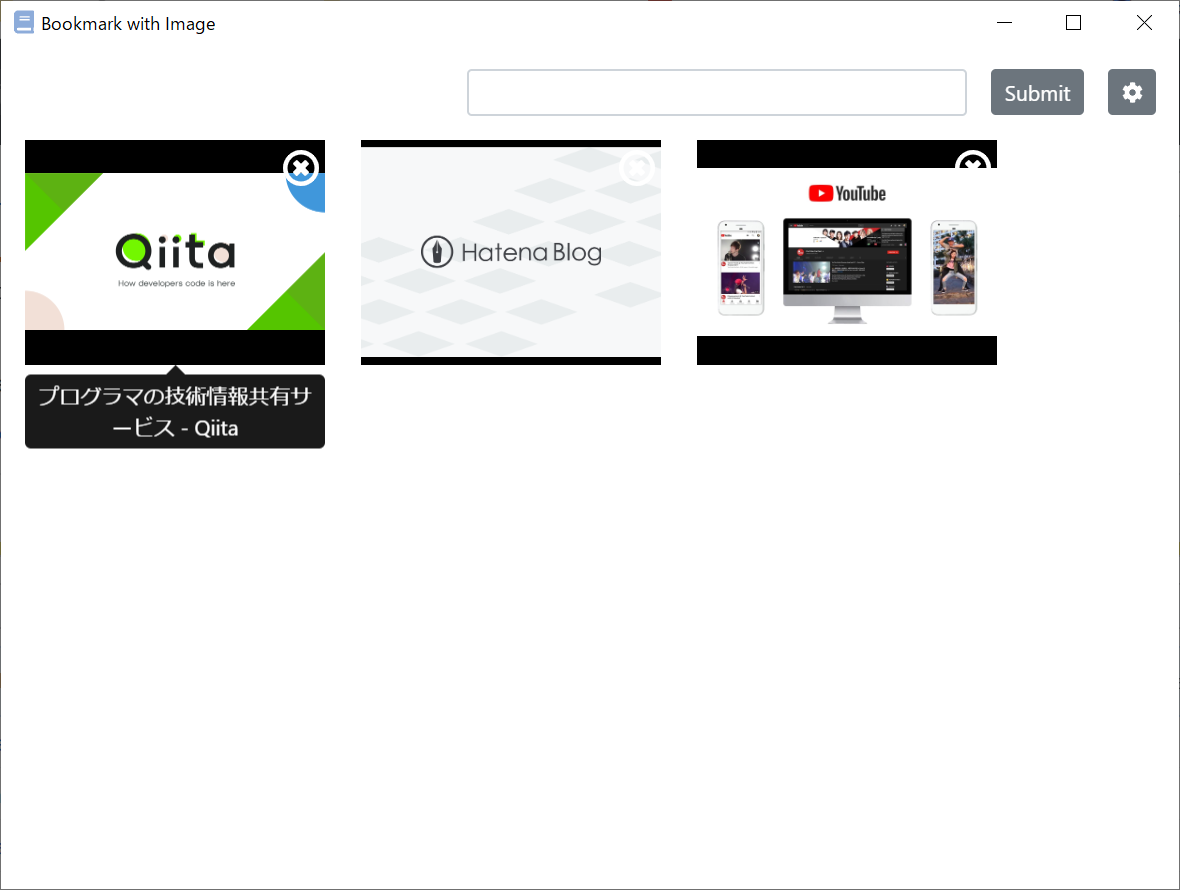 Bookmark with Image
Submit
Qiita
How developers code is here
Hatena Blog
YouTube
プログラマの技術情報共有サ
ービス - Qiita